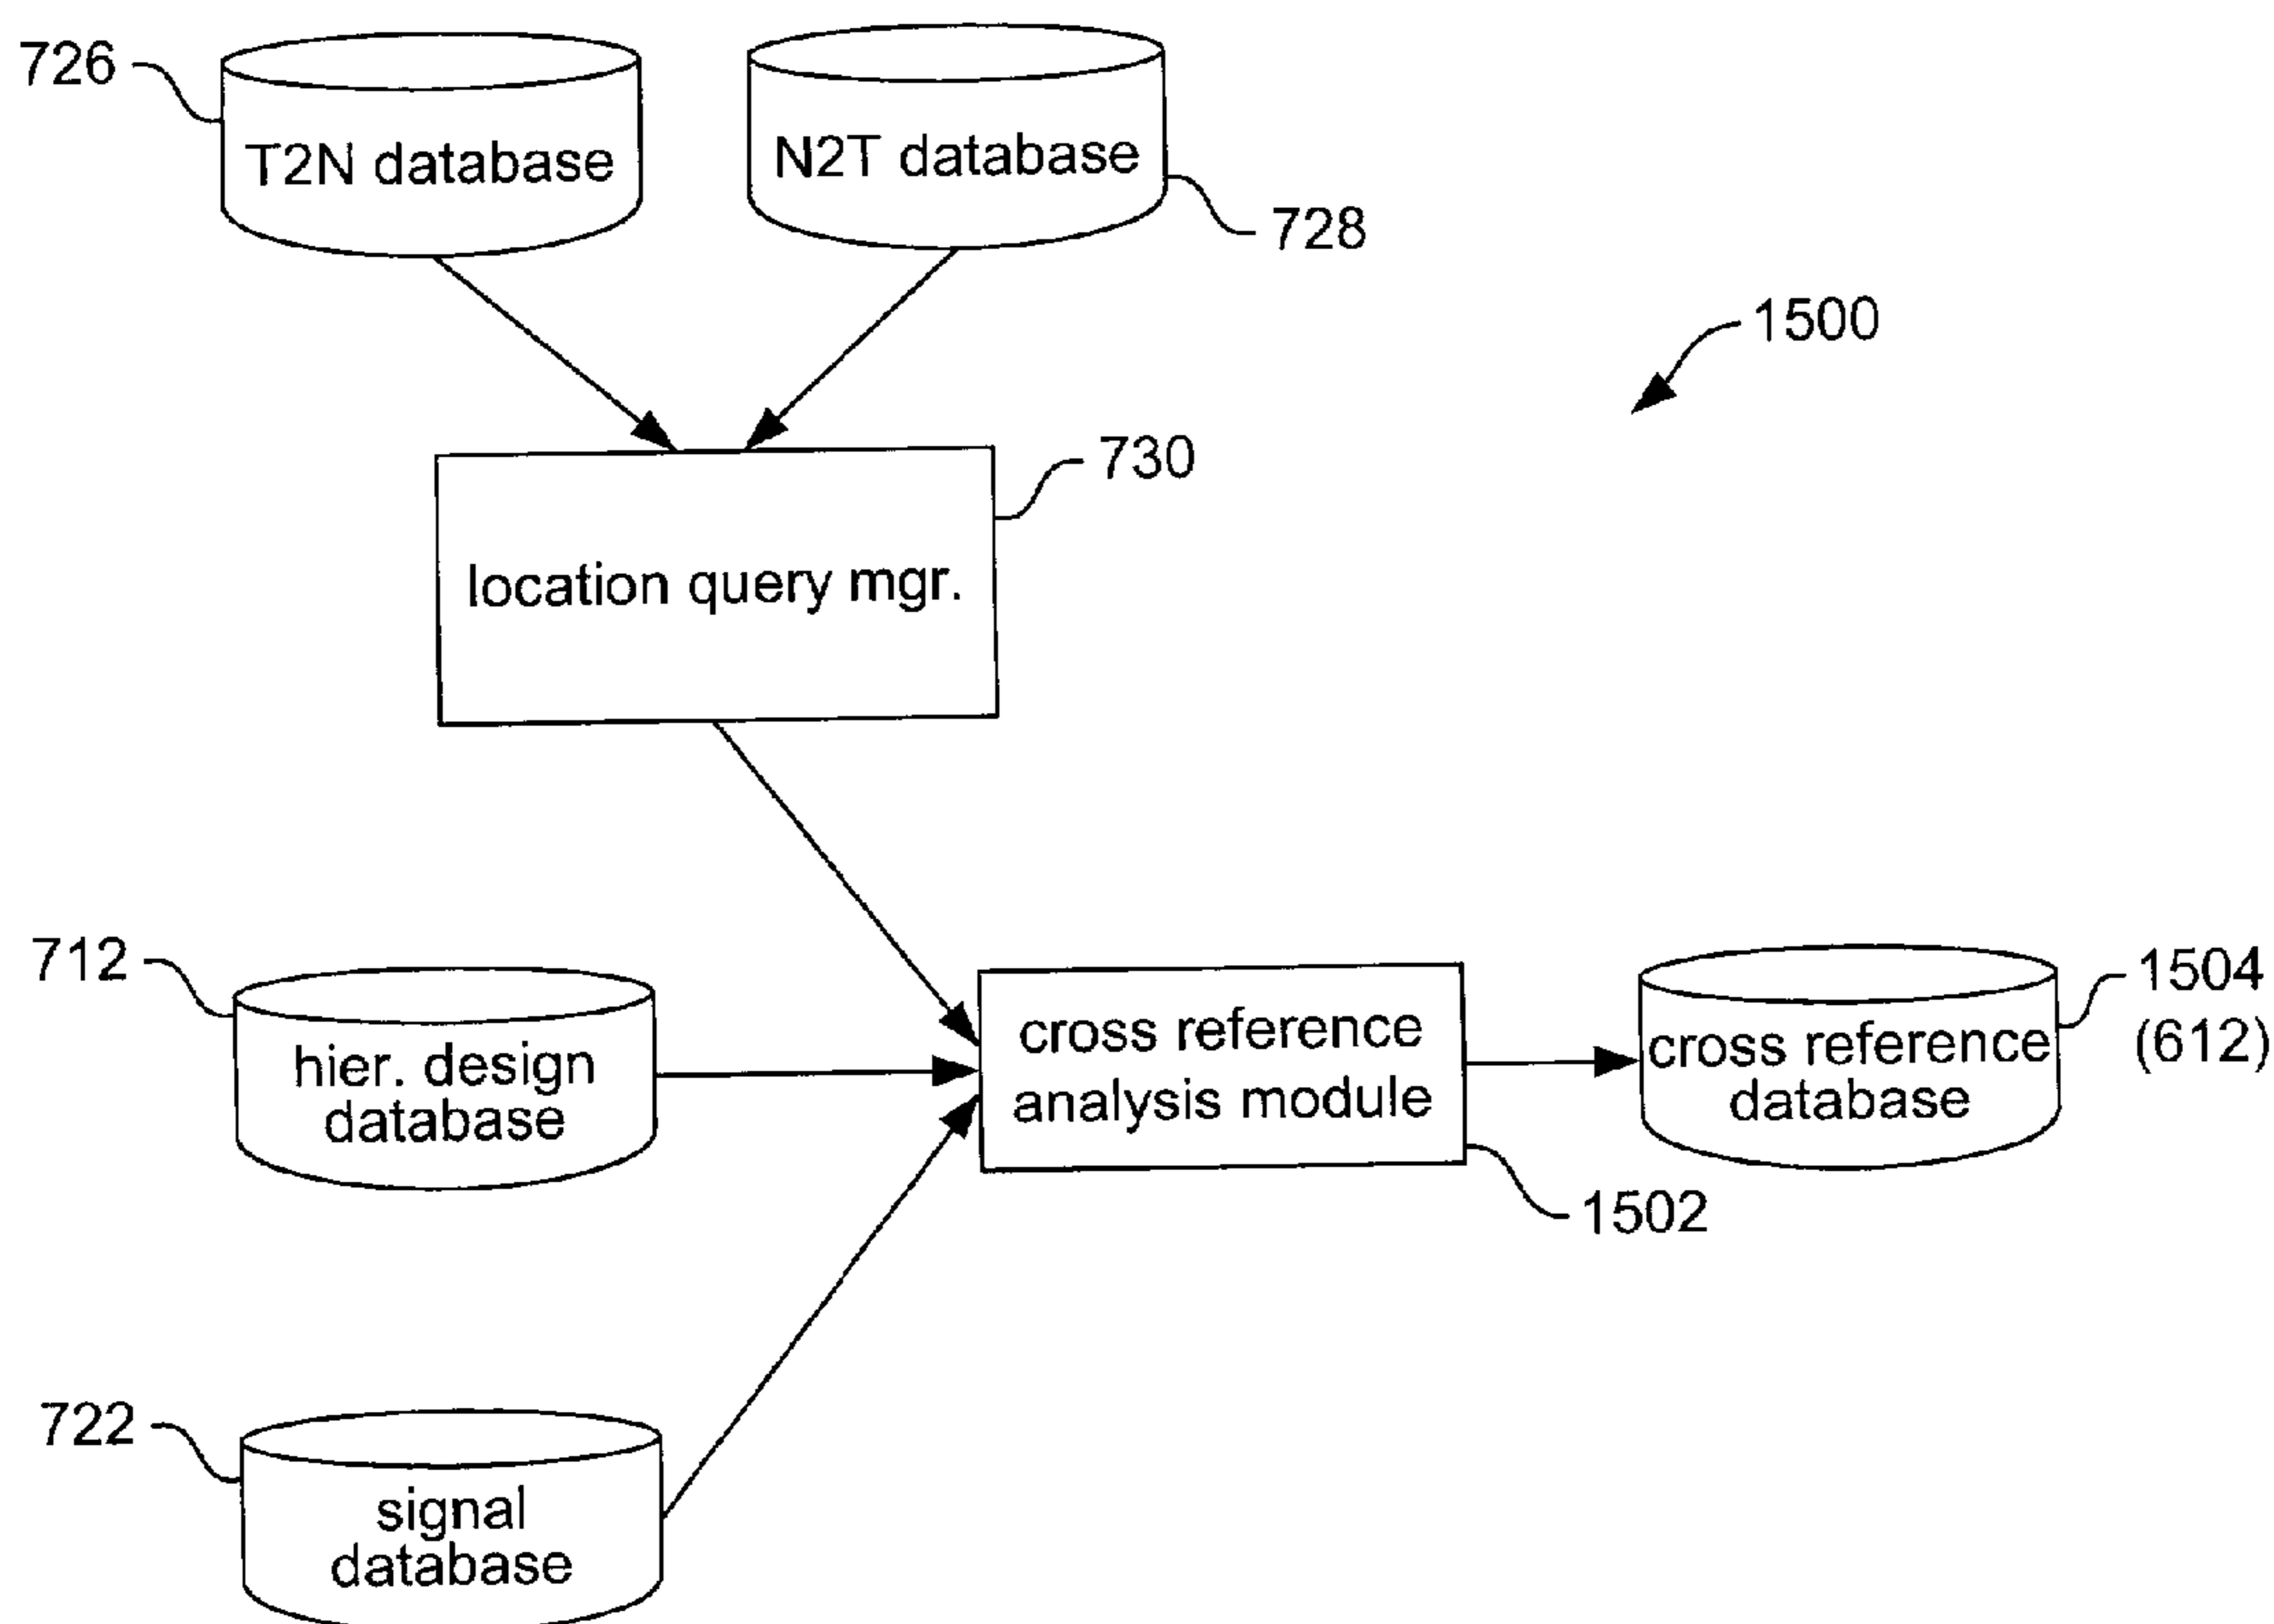 726
T2N database
N2T database
728
1500
730
location query mgr.
712
hier. design
database
cross reference
analysis module
1502
cross reference
database
1504
(612)
722
signal
database